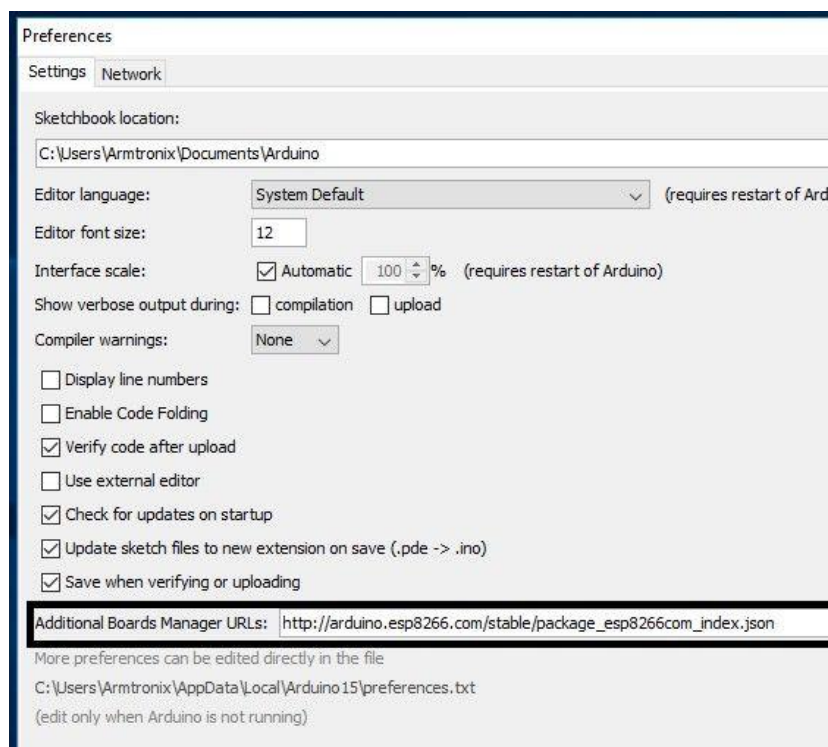 Preferences
Settings Network
Sketchbook location:
C:\Users\Armtronix\Documents\Arduino
Editor language: System Default (requires restart of Ard
Editor font size: 12
Interface scale: Automatic 100 % (requires restart of Arduino)
Show verbose output during: compilation upload
Compiler warnings: None
Display line numbers
Enable Code Folding
Verify code after upload
Use external editor
Check for updates on startup
Update sketch files to new extension on save (.pde -> .ino)
Save when verifying or uploading
Additional Boards Manager URLs: http://arduino.esp8266.com/stable/package_esp8266com_index.json
More preferences can be edited directly in the file
C:\Users\Armtronix\AppData\Local\Arduino15\preferences.txt
(edit only when Arduino is not running)